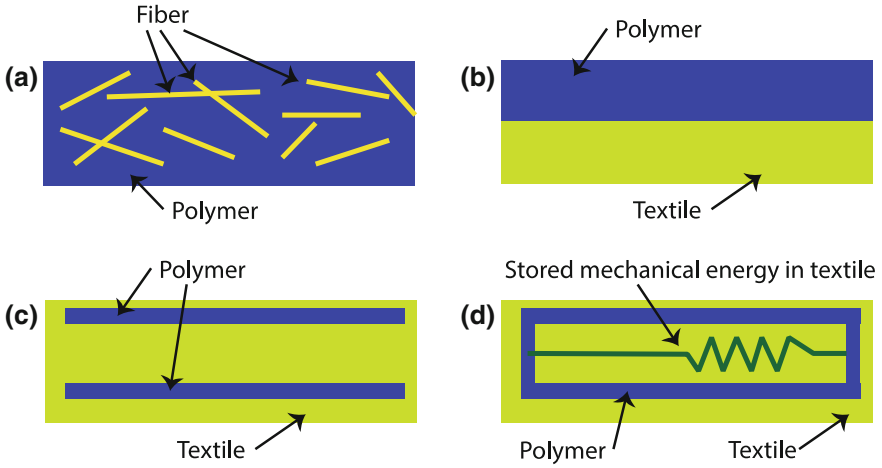 Fiber
(a)
Polymer
Polymer
(b)
Textile
Polymer
(c)
Textile
Stored mechanical energy in textile
(d)
Polymer
Textile